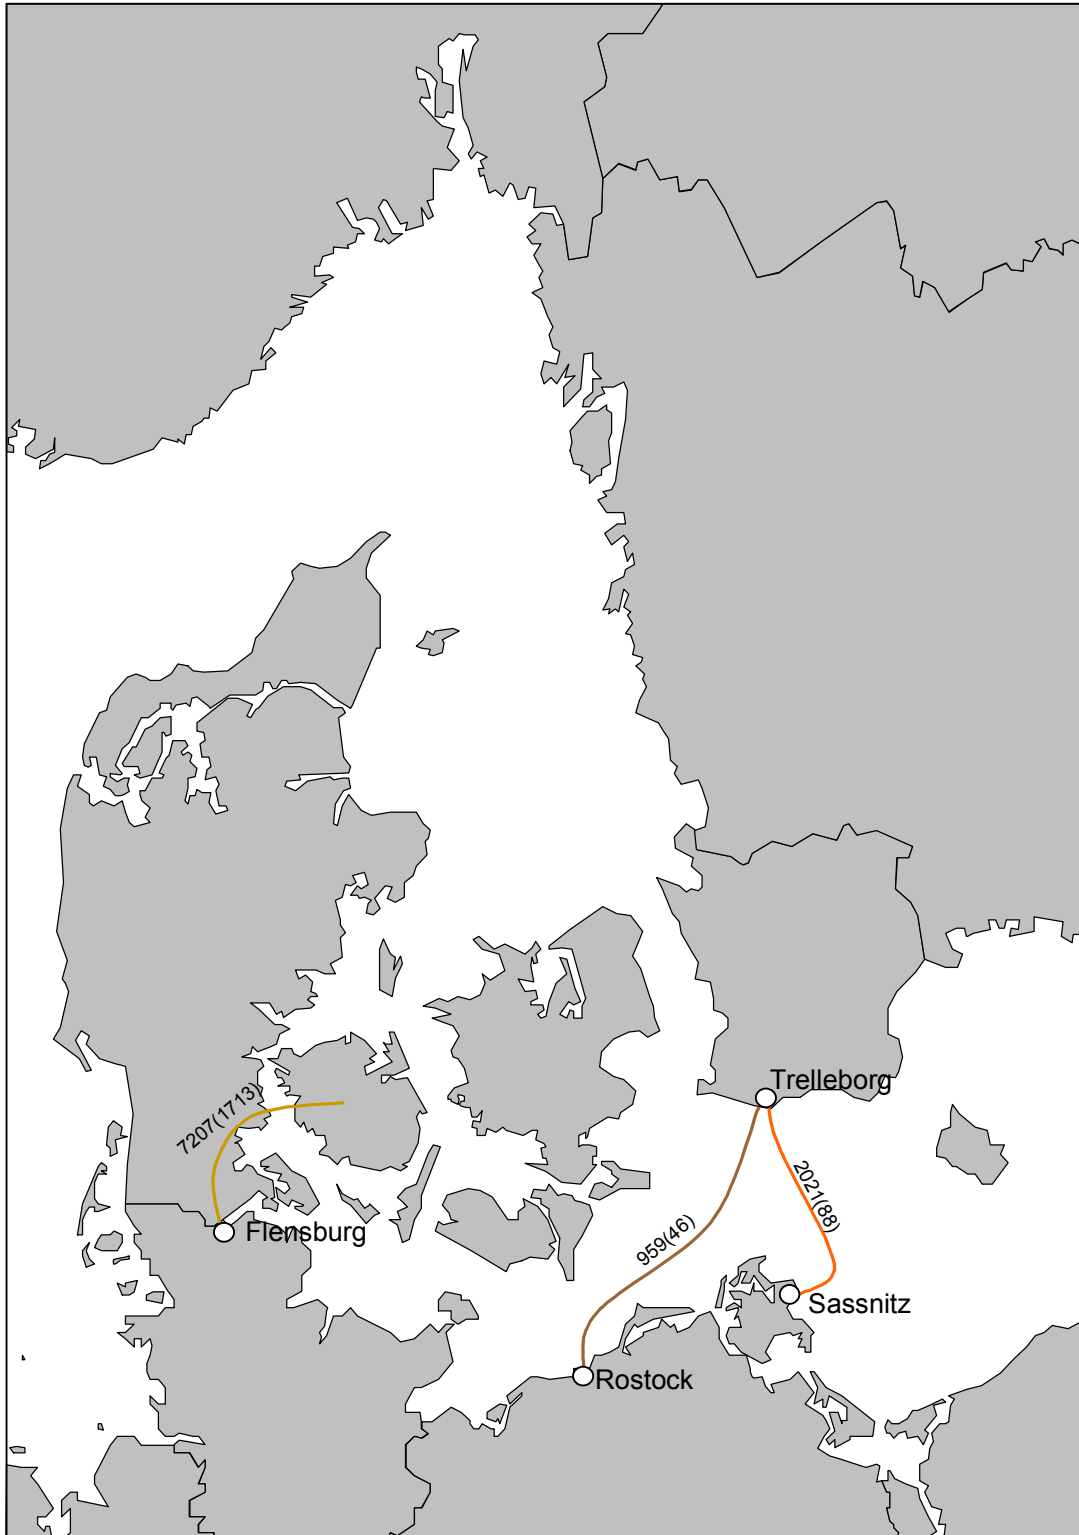 Trelleborg
7207(1713)
2021(88)
Flensburg
959(46)
Sassnitz
Rostock